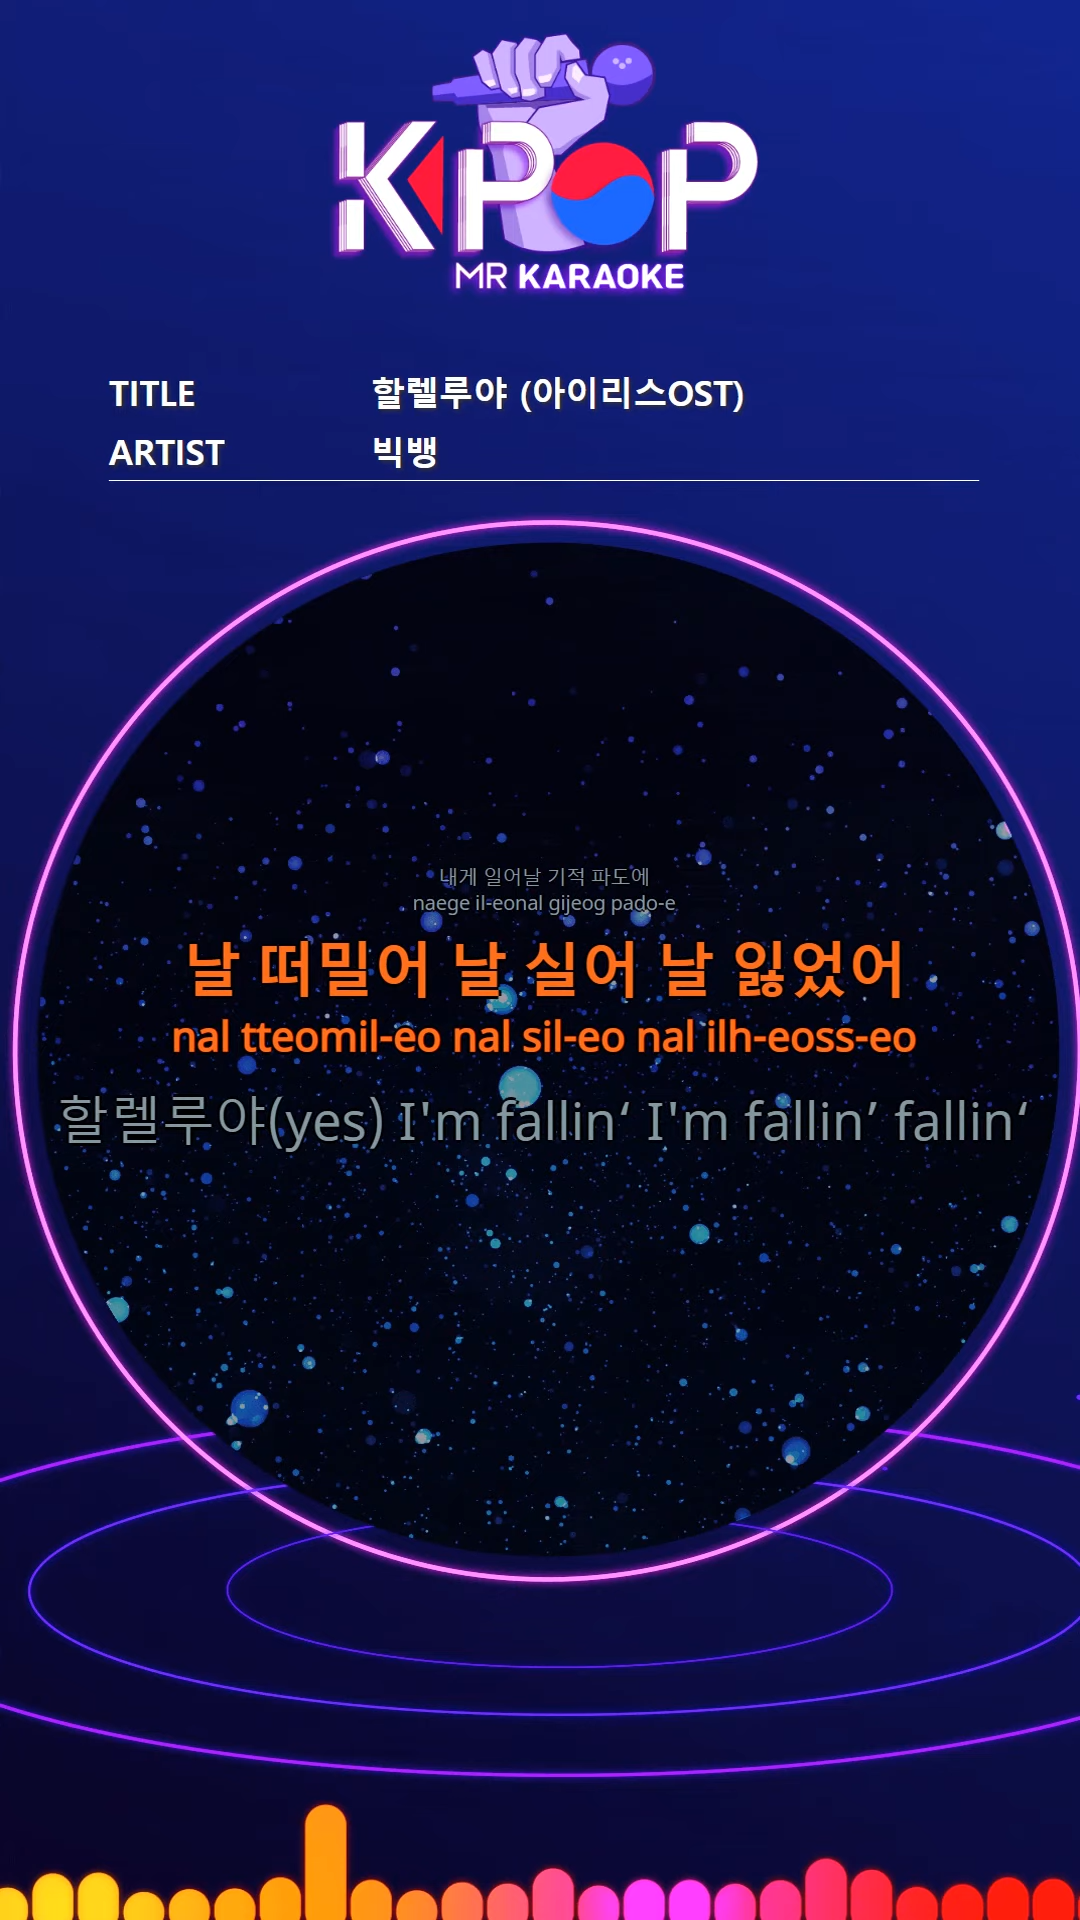 KPOP
MR KARAOKE
TITLE 할렐루야 (아이리스OST)
ARTIST 빅뱅
내게 일어날 기적 파도에
naege il-eonal gijeog pado-e
날 떠밀어 날 실어 날 잃었어
nal tteomil-eo nal sil-eo nal ilh-eoss-eo
할렐루야(yes) I'm fallin‘ I'm fallin’ fallin‘